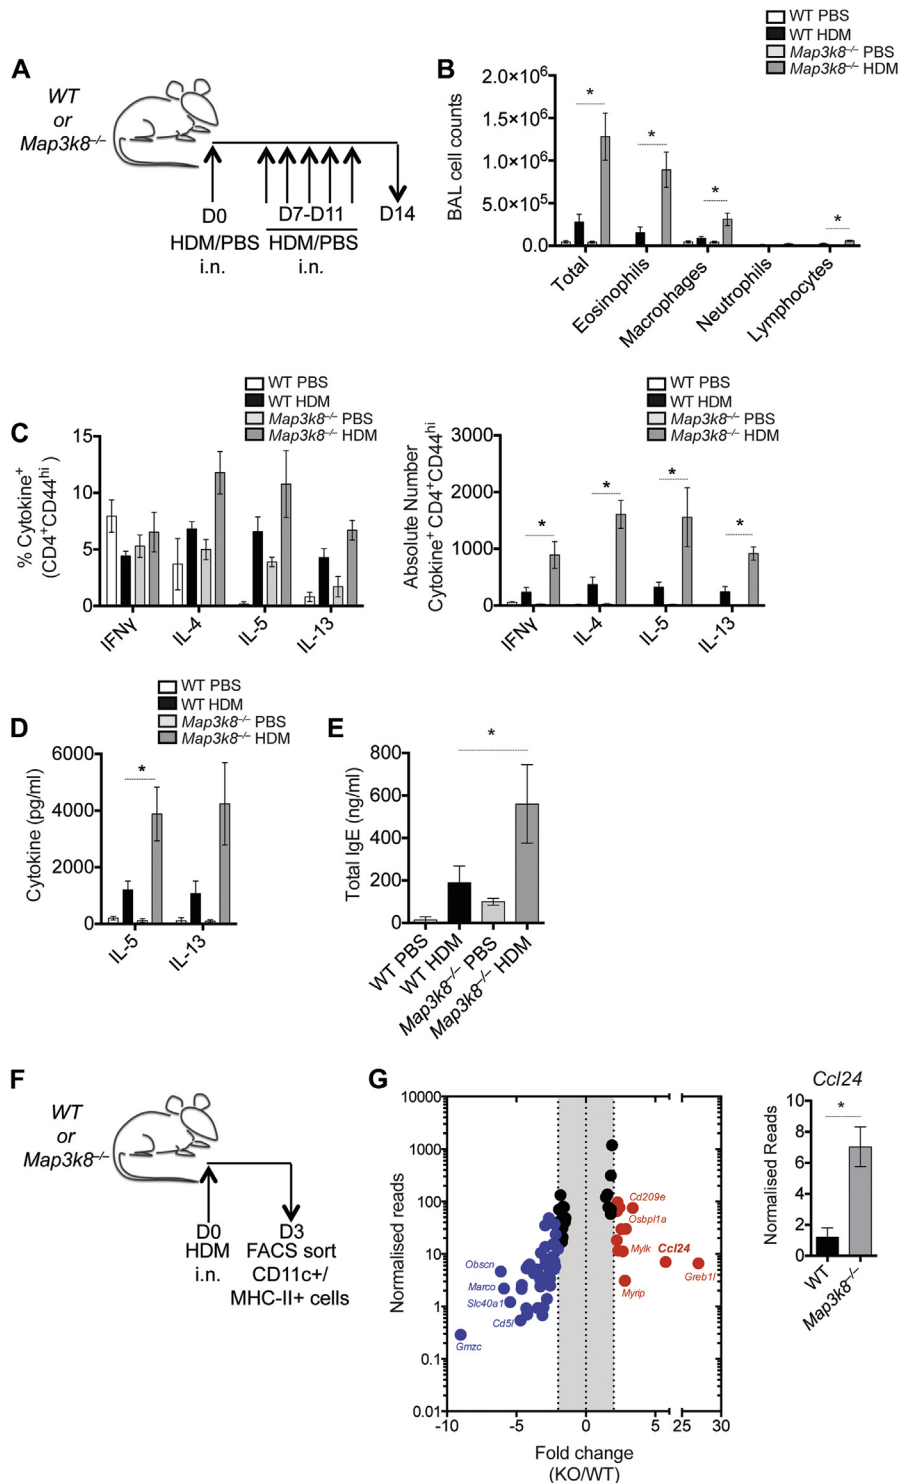 WT PBS
WT HDM
Map3k8–/– PBS
Map3k8–/– HDM
A
WT
or
Map3k8–/–
D0
HDM/PBS
i.n.
D7-D11
HDM/PBS
i.n.
D14
B
BAL cell counts
2.0×10⁶
1.5×10⁶
1.0×10⁶
5.0×10⁵
0.0
*
*
*
*
Total
Eosinophils
Macrophages
Neutrophils
Lymphocytes
C
WT PBS
WT HDM
Map3k8–/– PBS
Map3k8–/– HDM
% Cytokine⁺
(CD4⁺CD44ʰⁱ )
15
10
5
0
IFNγ
IL-4
IL-5
IL-13
WT PBS
WT HDM
Map3k8–/– PBS
Map3k8–/– HDM
Absolute Number
Cytokine⁺ CD4⁺CD44ʰⁱ
3000
2000
1000
0
*
*
*
*
IFNγ
IL-4
IL-5
IL-13
D
WT PBS
WT HDM
Map3k8–/– PBS
Map3k8–/– HDM
Cytokine (pg/ml)
6000
4000
2000
0
*
IL-5
IL-13
E
Total IgE (ng/ml)
800
600
400
200
0
*
WT PBS
WT HDM
Map3k8–/– PBS
Map3k8–/– HDM
F
WT
or
Map3k8–/–
D0
HDM
i.n.
D3
FACS sort
CD11c+/
MHC-II+ cells
G
Normalised reads
10000
1000
100
10
1
0.1
0.01
-10
-5
0
5
25
30
Fold change
(KO/WT)
Cd209e
Osbpl1a
Mylk
Ccl24
Greb1l
Myrip
Obscn
Marco
Slc40a1
Cd5l
Gmzc
Ccl24
Normalised Reads
10
8
6
4
2
0
*
WT
Map3k8–/–